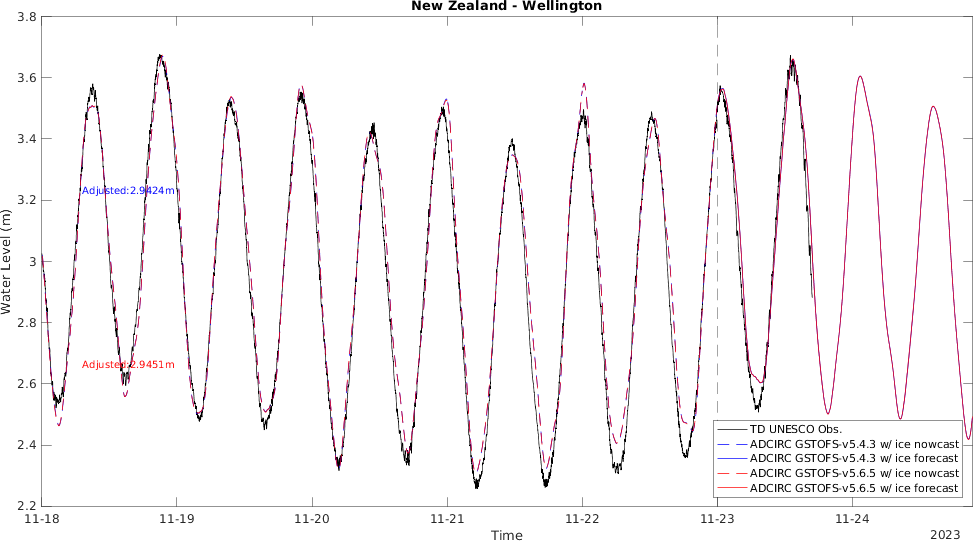 New Zealand - Wellington
3.8
3.6
3.4
3.2
3
2.8
2.6
2.4
2.2
Water Level (m)
Adjusted:2.9424m
Adjusted:2.9451m
TD UNESCO Obs.
ADCIRC GSTOFS-v5.4.3 w/ ice nowcast
ADCIRC GSTOFS-v5.4.3 w/ ice forecast
ADCIRC GSTOFS-v5.6.5 w/ ice nowcast
ADCIRC GSTOFS-v5.6.5 w/ ice forecast
11-18 11-19 11-20 11-21 11-22 11-23 11-24
Time
2023